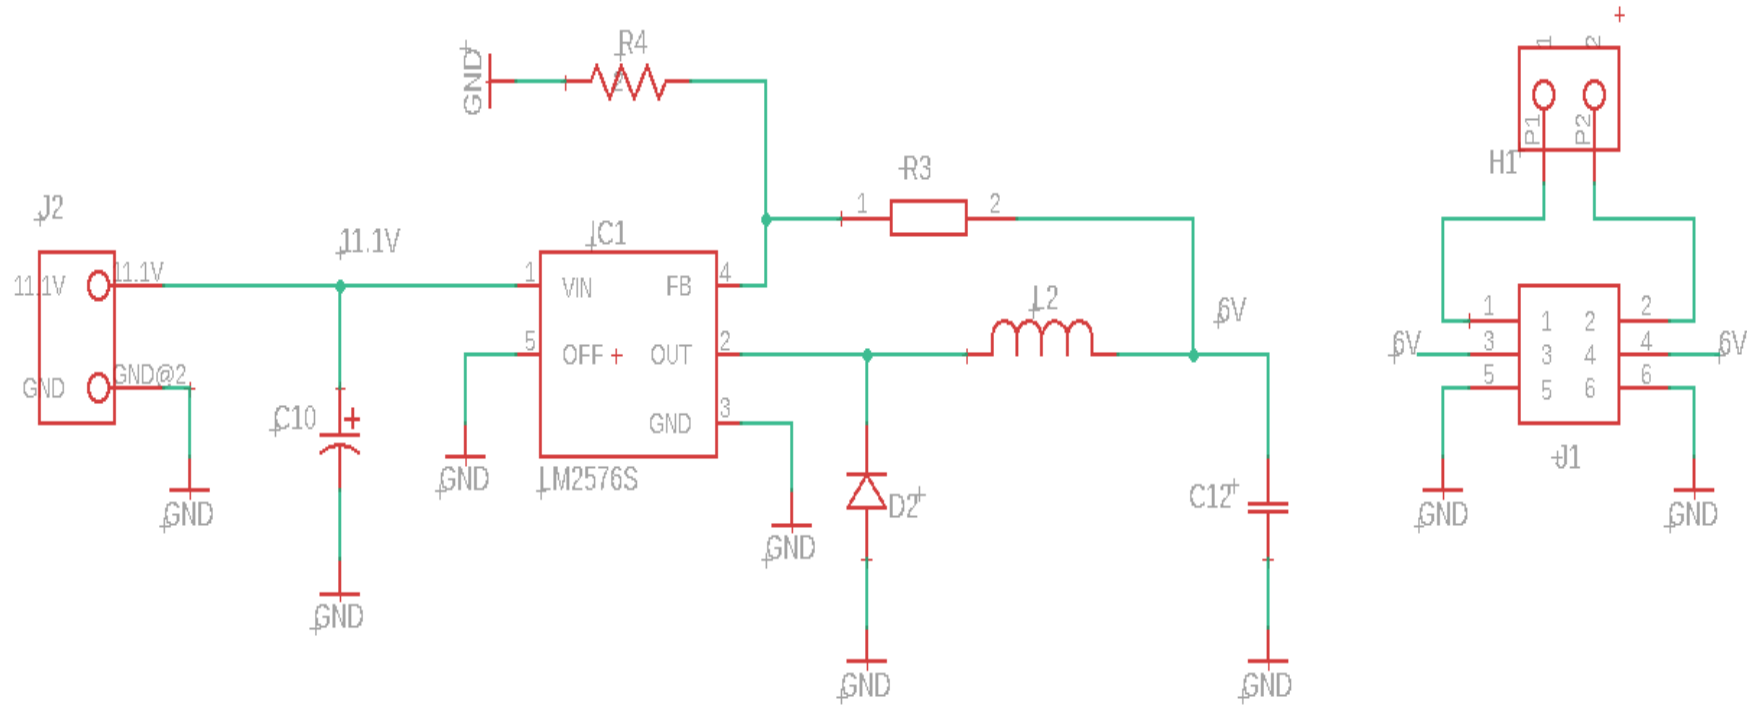 GND
R4
2
1
2
P1
P2
H1
R3
1
2
J2
11.1V
IC1
11.1V
11.1V
1
VIN
FB
4
L2
6V
5
OFF
OUT
2
GND
GND@2
GND
3
C10
GND
LM2576S
D2
C12
GND
GND
GND
GND
GND
1
1
2
2
6V
3
3
4
4
6V
5
5
6
6
J1
GND
GND